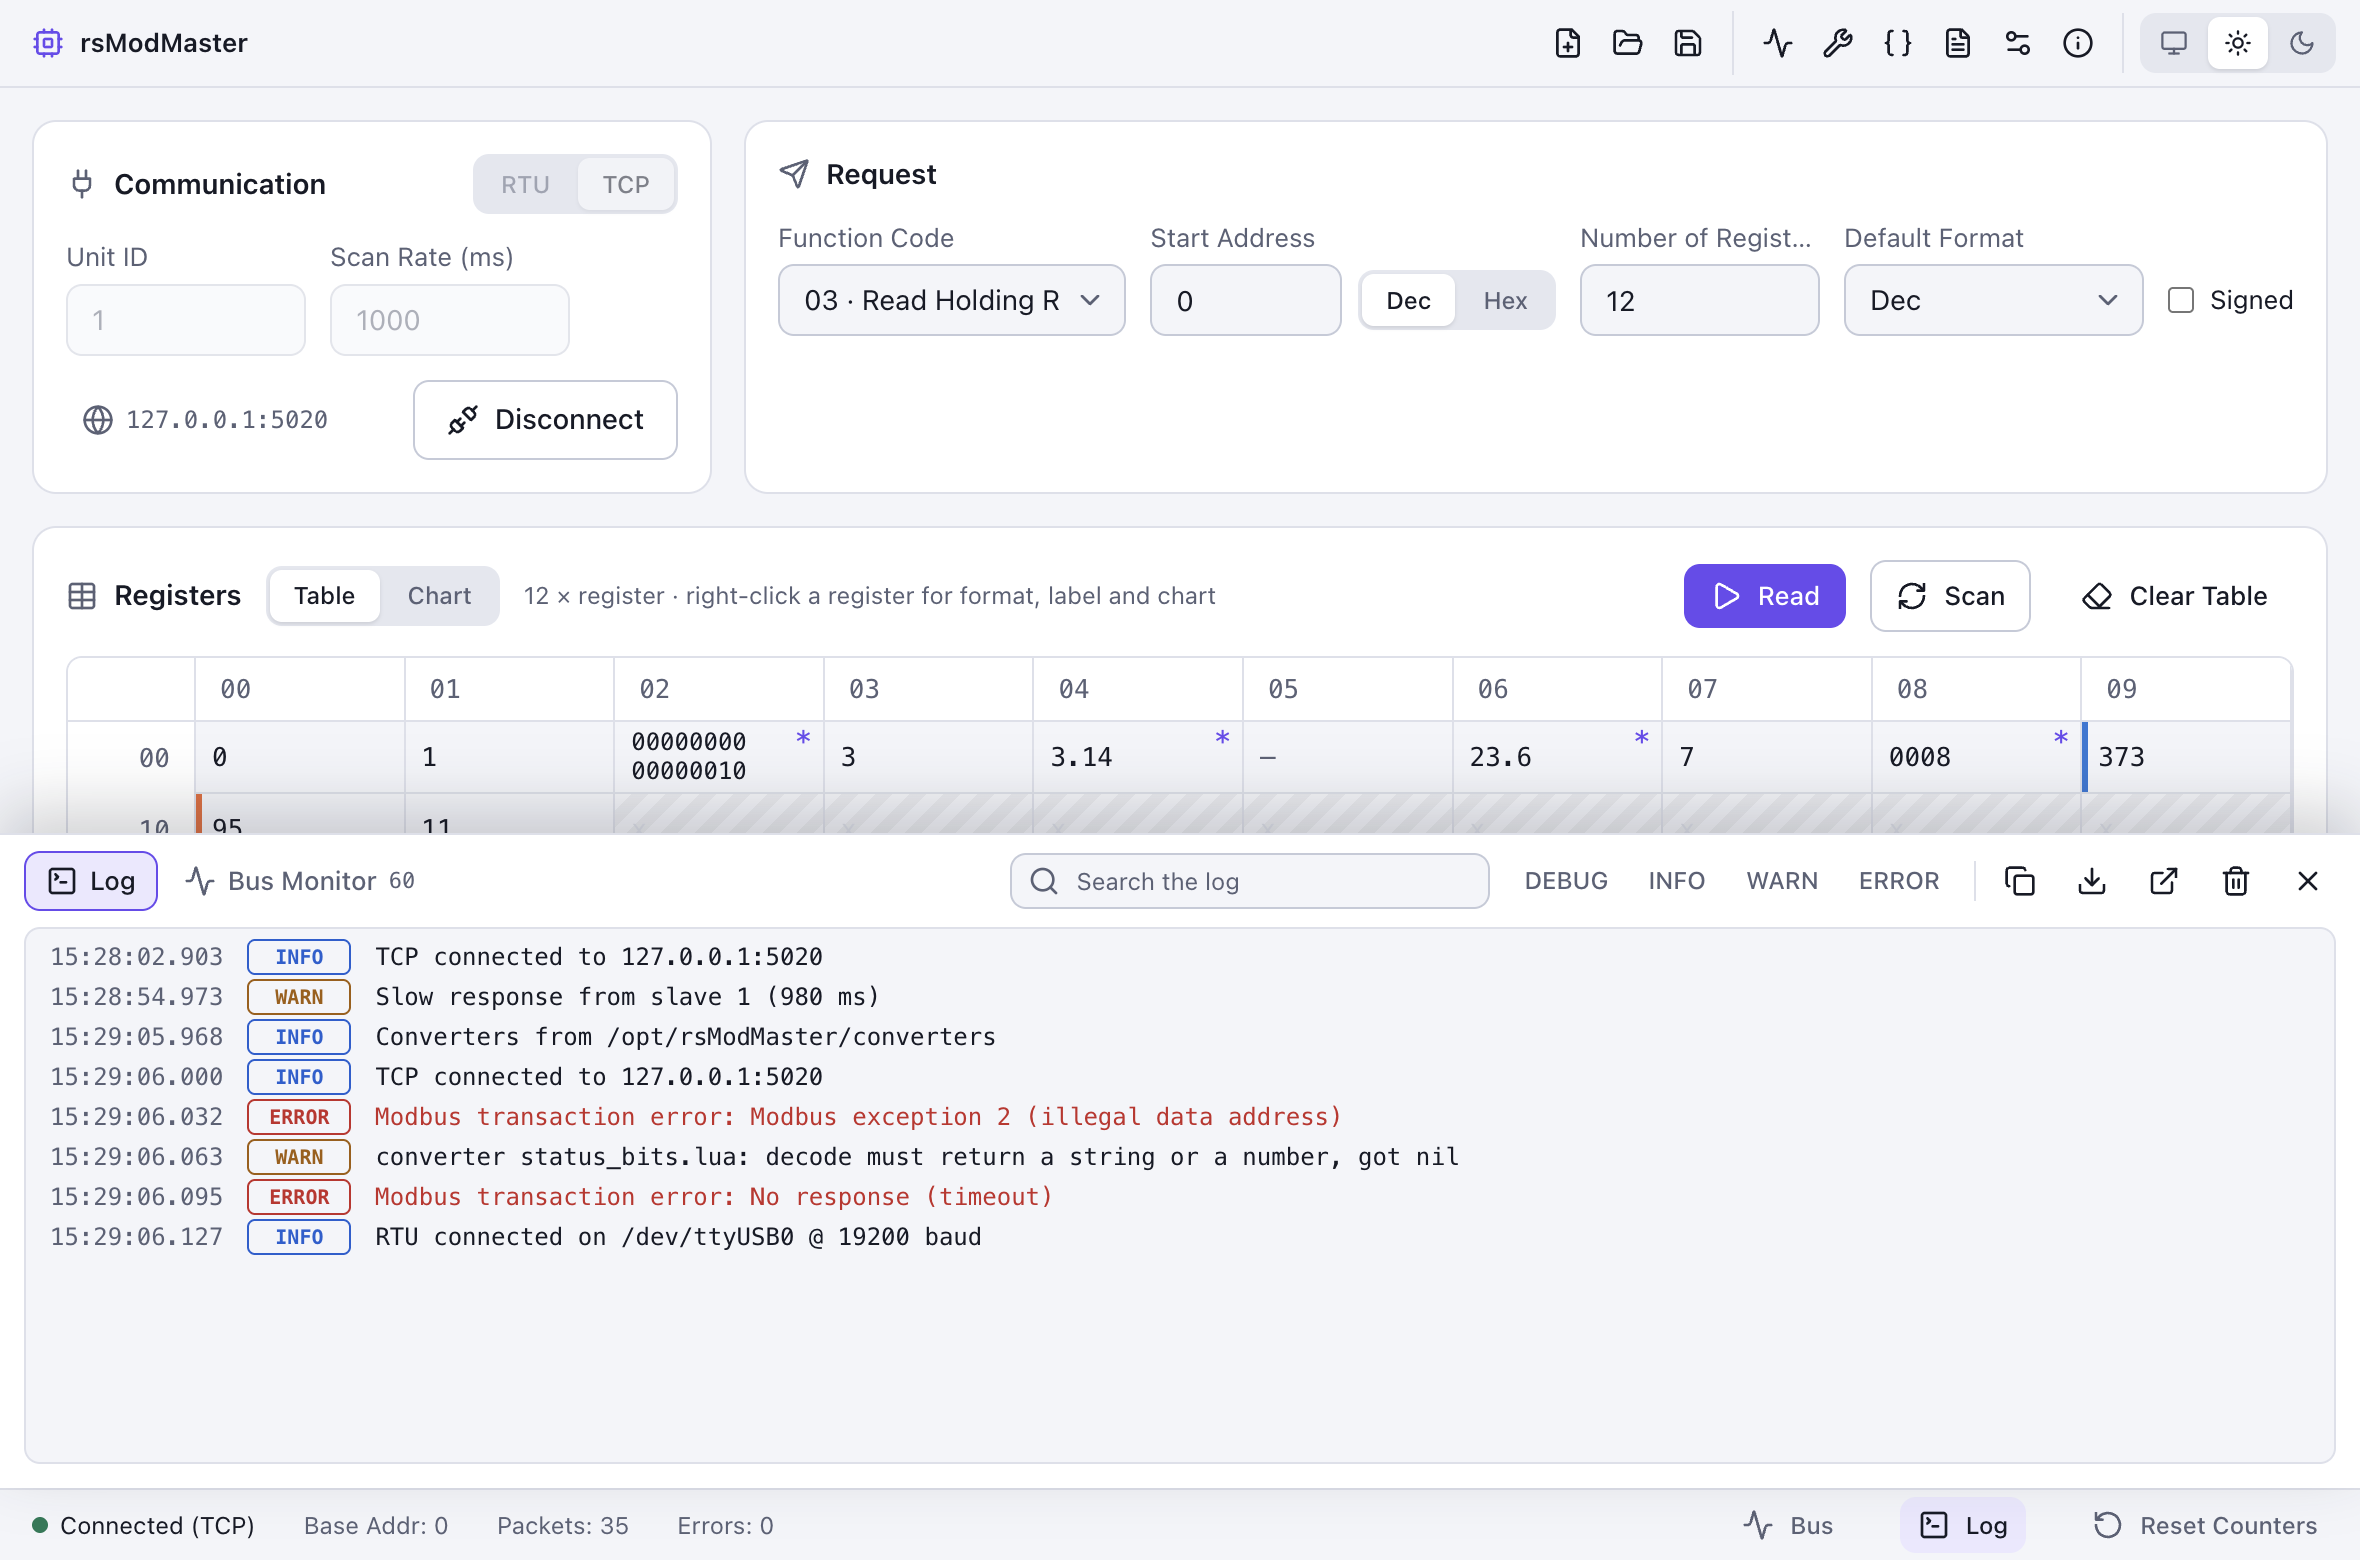 rsModMaster
Communication
RTU
TCP
Unit ID
Scan Rate (ms)
1
1000
127.0.0.1:5020
Disconnect
Request
Function Code
Start Address
Number of Regist...
Default Format
03 · Read Holding R
0
Dec
Hex
12
Dec
Signed
Registers
Table
Chart
12 × register · right-click a register for format, label and chart
Read
Scan
Clear Table
00 01 02 03 04 05 06 07 08 09
00 0 1 00000000 00000010 * 3 3.14 * — 23.6 * 7 0008 * 373
10 95 11 x x x x x x x x
Log
Bus Monitor 60
Search the log
DEBUG
INFO
WARN
ERROR
15:28:02.903 INFO TCP connected to 127.0.0.1:5020
15:28:54.973 WARN Slow response from slave 1 (980 ms)
15:29:05.968 INFO Converters from /opt/rsModMaster/converters
15:29:06.000 INFO TCP connected to 127.0.0.1:5020
15:29:06.032 ERROR Modbus transaction error: Modbus exception 2 (illegal data address)
15:29:06.063 WARN converter status_bits.lua: decode must return a string or a number, got nil
15:29:06.095 ERROR Modbus transaction error: No response (timeout)
15:29:06.127 INFO RTU connected on /dev/ttyUSB0 @ 19200 baud
Connected (TCP)
Base Addr: 0
Packets: 35
Errors: 0
Bus
Log
Reset Counters